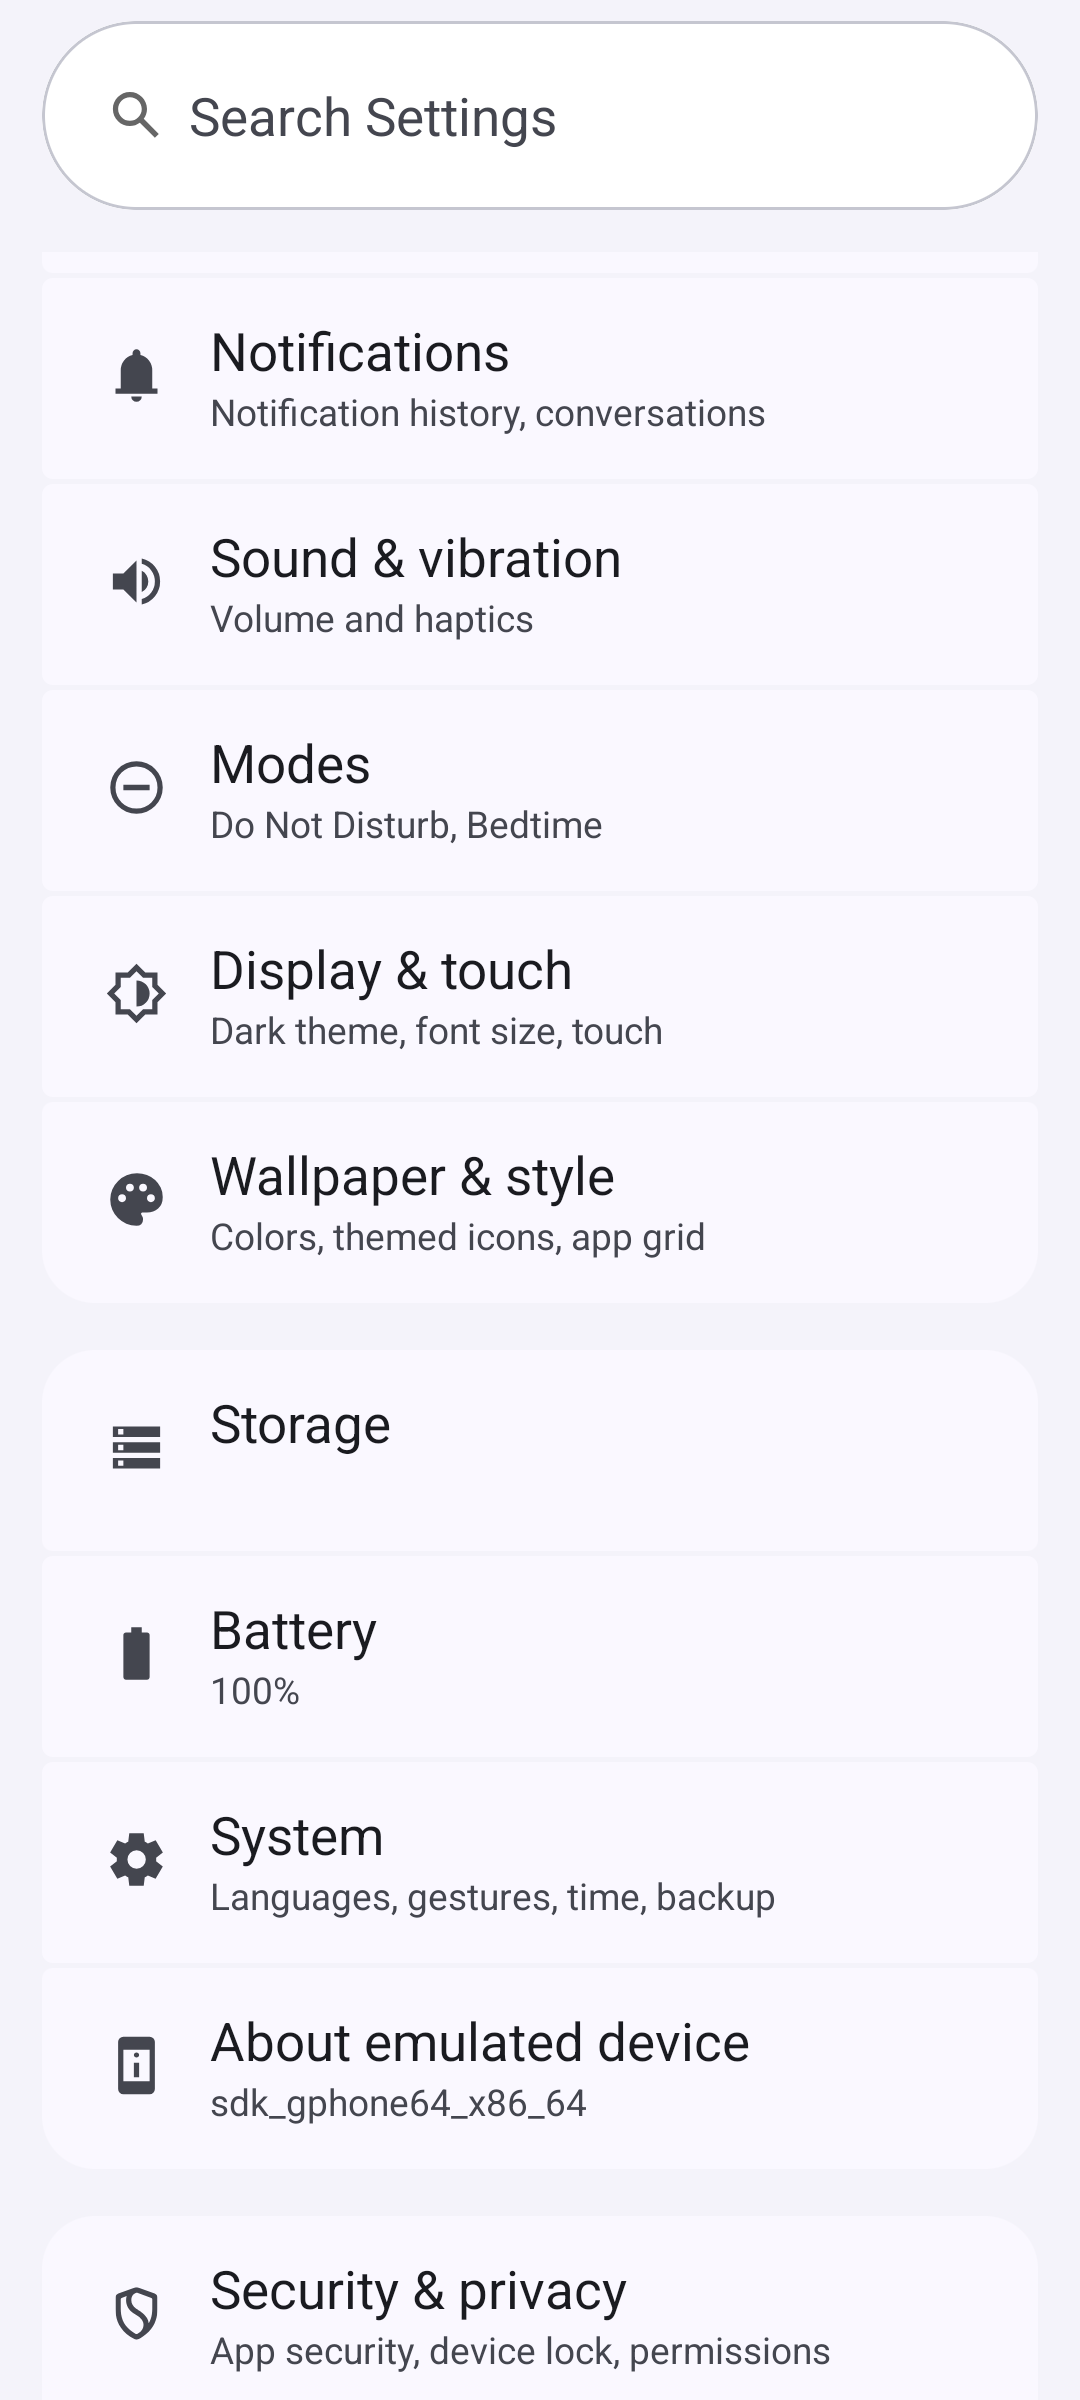 Search Settings
Notifications
Notification history, conversations
Sound & vibration
Volume and haptics
Modes
Do Not Disturb, Bedtime
Display & touch
Dark theme, font size, touch
Wallpaper & style
Colors, themed icons, app grid
Storage
Battery
100%
System
Languages, gestures, time, backup
About emulated device
sdk_gphone64_x86_64
Security & privacy
App security, device lock, permissions